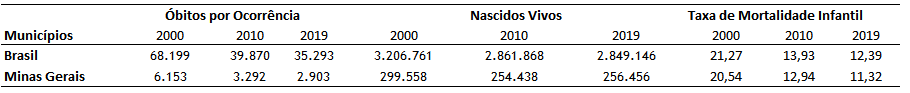 Óbitos por Ocorrência Nascidos Vivos Taxa de Mortalidade Infantil
Municípios 2000 2010 2019 2000 2010 2019 2000 2010 2019
Brasil 68.199 39.870 35.293 3.206.761 2.861.868 2.849.146 21,27 13,93 12,39
Minas Gerais 6.153 3.292 2.903 299.558 254.438 256.456 20,54 12,94 11,32